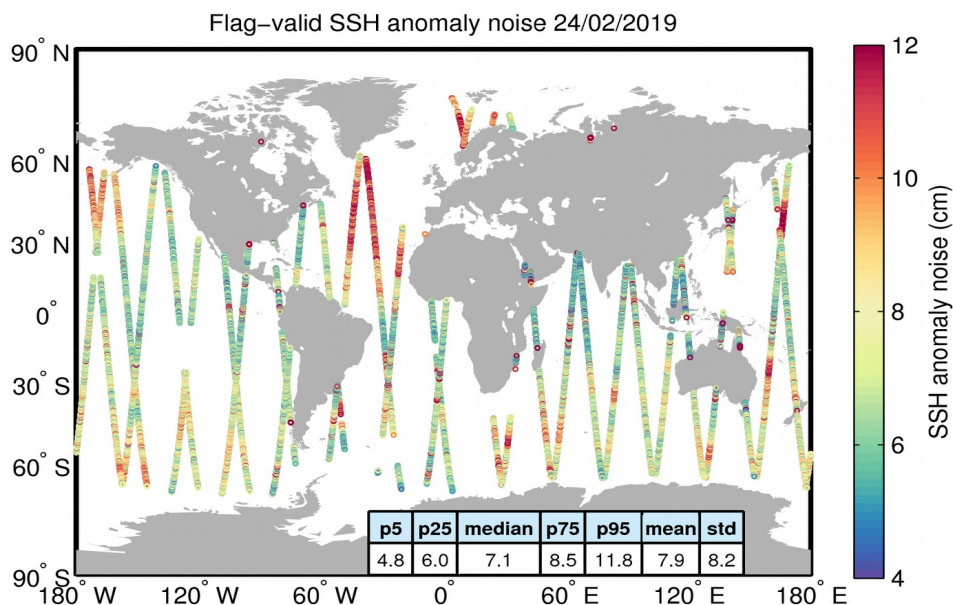 Flag−valid SSH anomaly noise 24/02/2019
90° N
60° N
30° N
0°
30° S
60° S
90° S
180° W
120° W
60° W
0°
60° E
120° E
180° E
12
10
8
6
4
SSH anomaly noise (cm)
p5 p25 median p75 p95 mean std
4.8 6.0 7.1 8.5 11.8 7.9 8.2